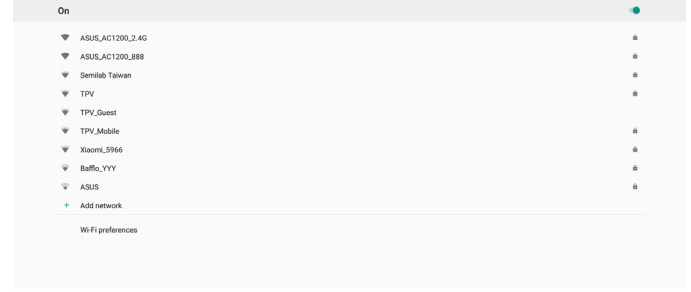 On
ASUS_AC1200_2.4G
ASUS_AC1200_888
Semilab Taiwan
TPV
TPV_Guest
TPV_Mobile
Xiaomi_5966
Bafflo_YYY
ASUS
+ Add network
Wi-Fi preferences